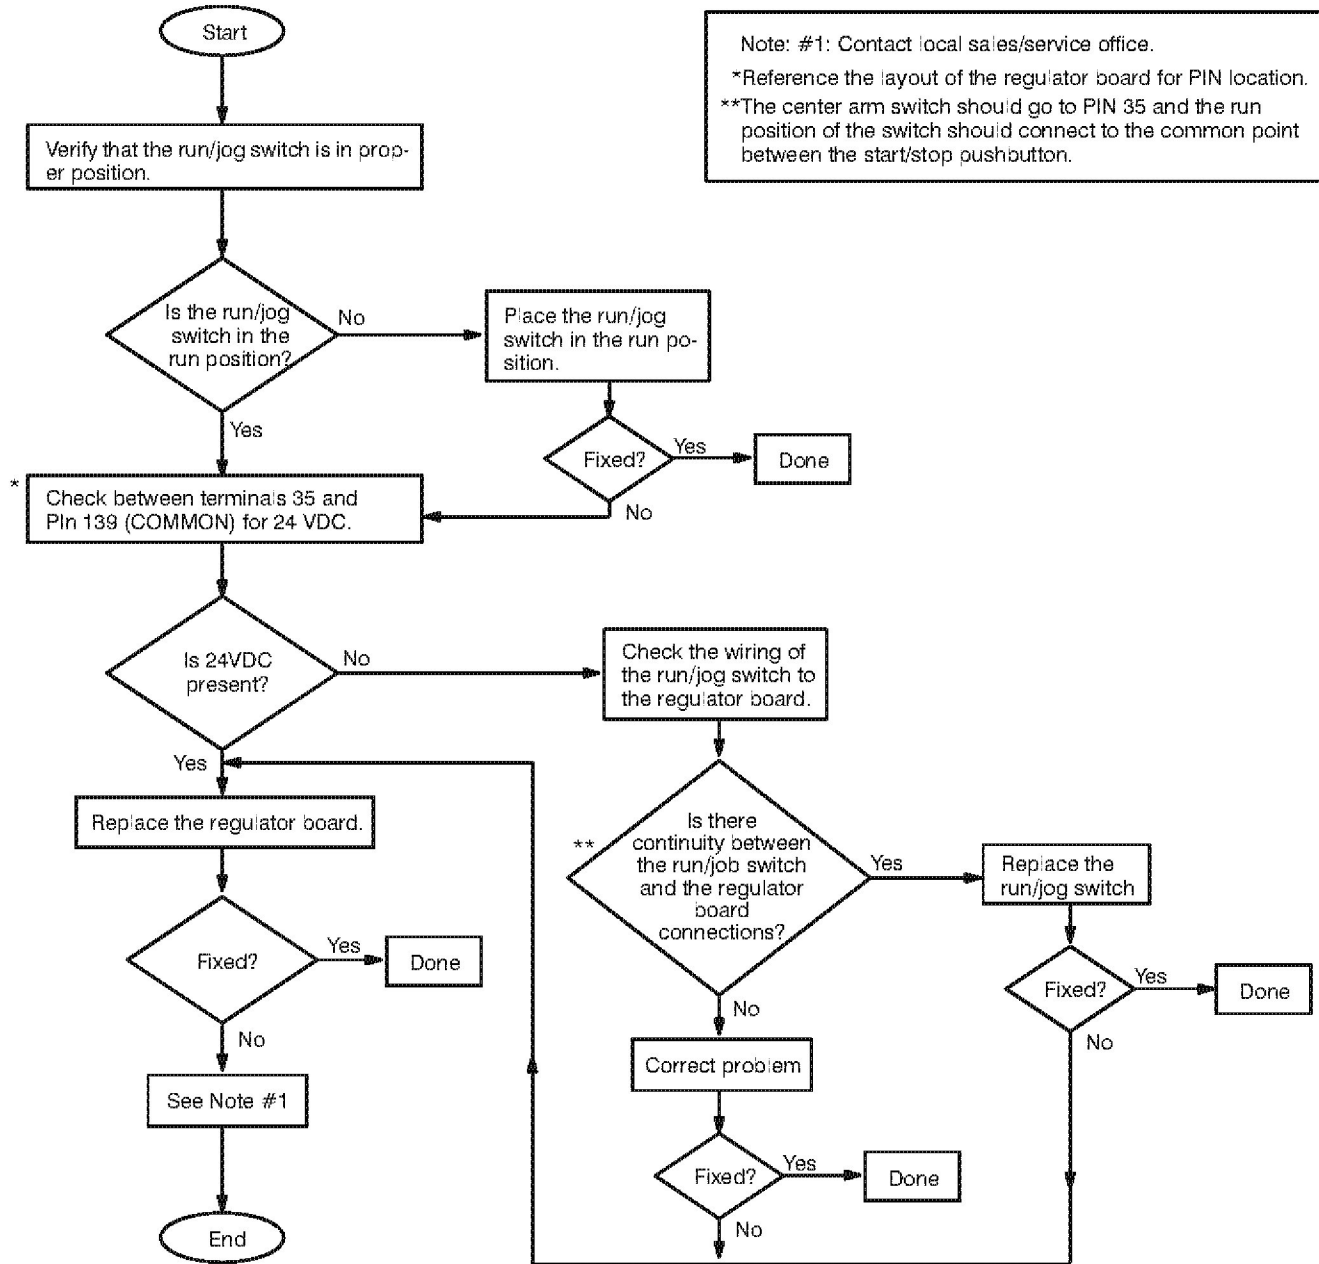 Start
Note: #1: Contact local sales/service office.
*Reference the layout of the regulator board for PIN location.
**The center arm switch should go to PIN 35 and the run
position of the switch should connect to the common point
between the start/stop pushbutton.
Verify that the run/jog switch is in prop-
er position.
Is the run/jog
switch in the
run position?
No
Place the run/jog
switch in the run po-
sition.
Yes
Fixed?
Yes
Done
No
*
Check between terminals 35 and
PIn 139 (COMMON) for 24 VDC.
Is 24VDC
present?
No
Check the wiring of
the run/jog switch to
the regulator board.
Yes
Replace the regulator board.
**
Is there
continuity between
the run/job switch
and the regulator
board
connections?
Yes
Replace the
run/jog switch
Fixed?
Yes
Done
No
Fixed?
Yes
Done
No
No
Correct problem
See Note #1
Fixed?
Yes
Done
No
End